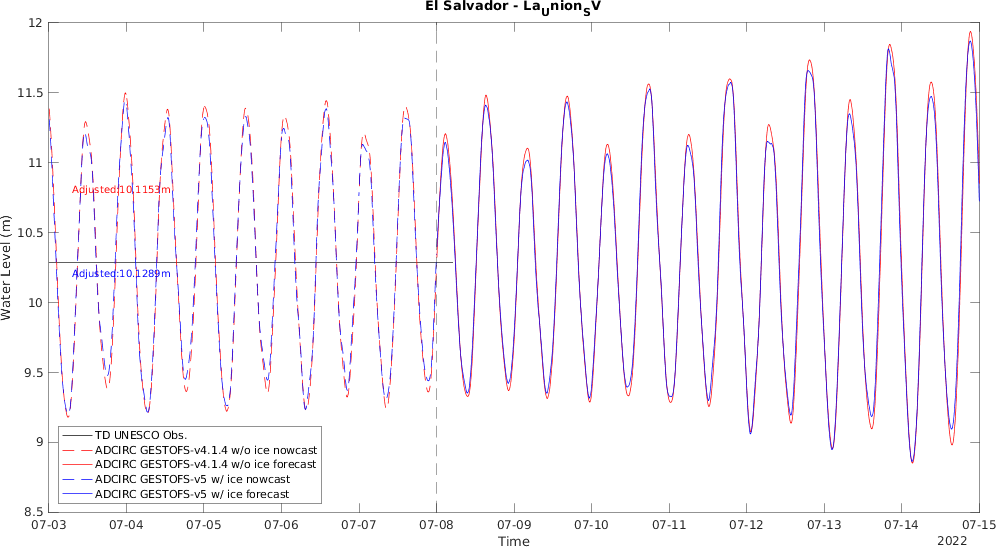 El Salvador - LaUnionSV
12
11.5
11
10.5
10
9.5
9
8.5
Water Level (m)
Adjusted:10.1153m
Adjusted:10.1289m
TD UNESCO Obs.
ADCIRC GESTOFS-v4.1.4 w/o ice nowcast
ADCIRC GESTOFS-v4.1.4 w/o ice forecast
ADCIRC GESTOFS-v5 w/ ice nowcast
ADCIRC GESTOFS-v5 w/ ice forecast
07-03 07-04 07-05 07-06 07-07 07-08 07-09 07-10 07-11 07-12 07-13 07-14 07-15
Time
2022